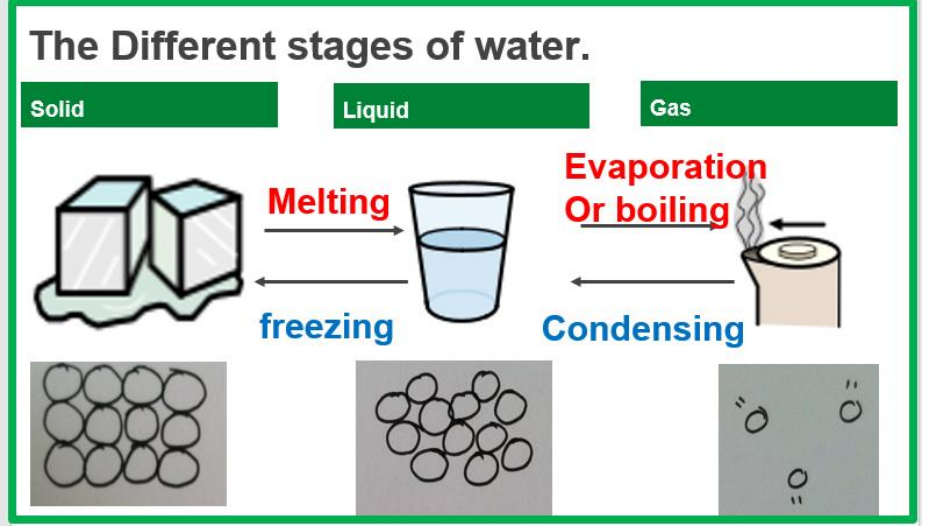 The Different stages of water.
Solid
Liquid
Gas
Melting
Evaporation
Or boiling
freezing
Condensing